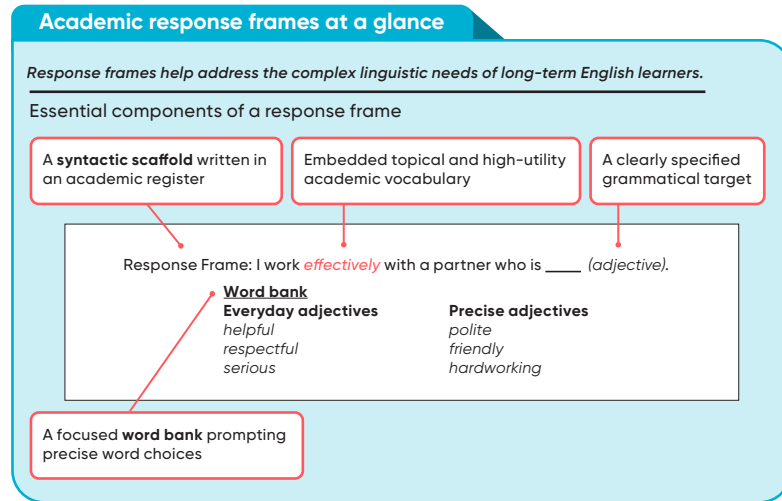 Academic response frames at a glance
Response frames help address the complex linguistic needs of long-term English learners.
Essential components of a response frame
A syntactic scaffold written in
an academic register
Embedded topical and high-utility
academic vocabulary
A clearly specified
grammatical target
Response Frame: I work effectively with a partner who is ____ (adjective).
Word bank
Everyday adjectives
helpful
respectful
serious
Precise adjectives
polite
friendly
hardworking
A focused word bank prompting
precise word choices